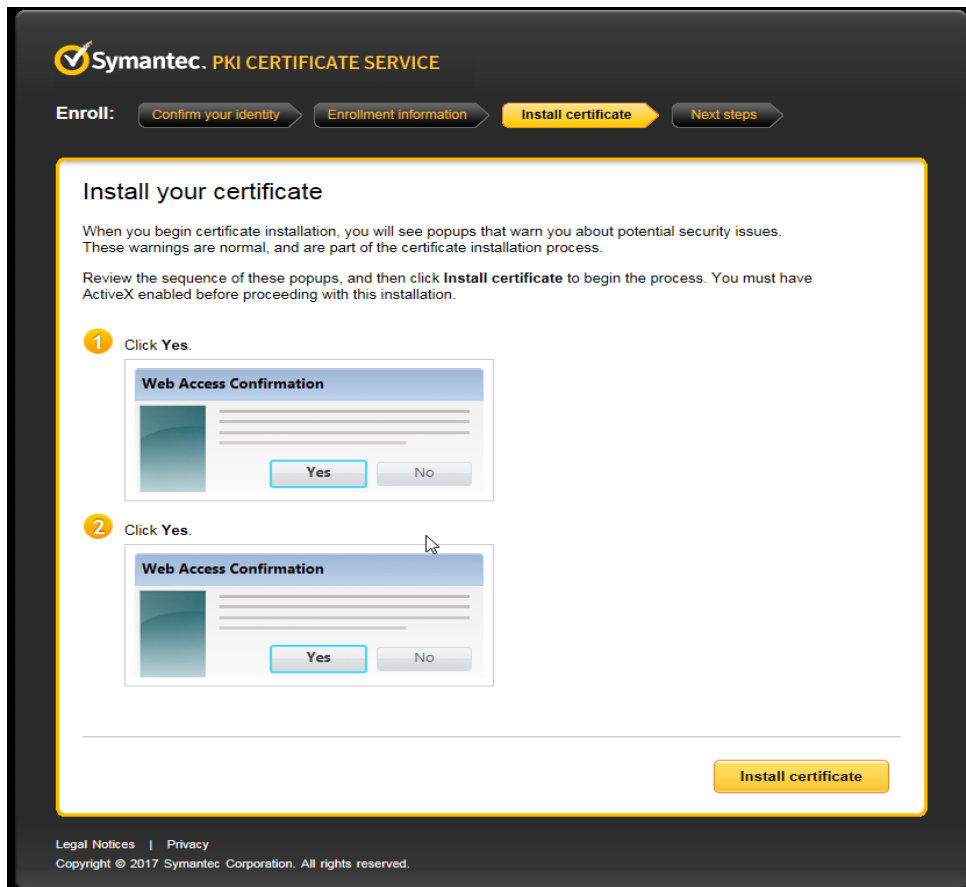 Symantec. PKI CERTIFICATE SERVICE
Enroll: Confirm your identity Enrollment information Install certificate Next steps
Install your certificate
When you begin certificate installation, you will see popups that warn you about potential security issues.
These warnings are normal, and are part of the certificate installation process.
Review the sequence of these popups, and then click Install certificate to begin the process. You must have
ActiveX enabled before proceeding with this installation.
1 Click Yes.
Web Access Confirmation
Yes No
2 Click Yes.
Web Access Confirmation
Yes No
Install certificate
Legal Notices | Privacy
Copyright © 2017 Symantec Corporation. All rights reserved.